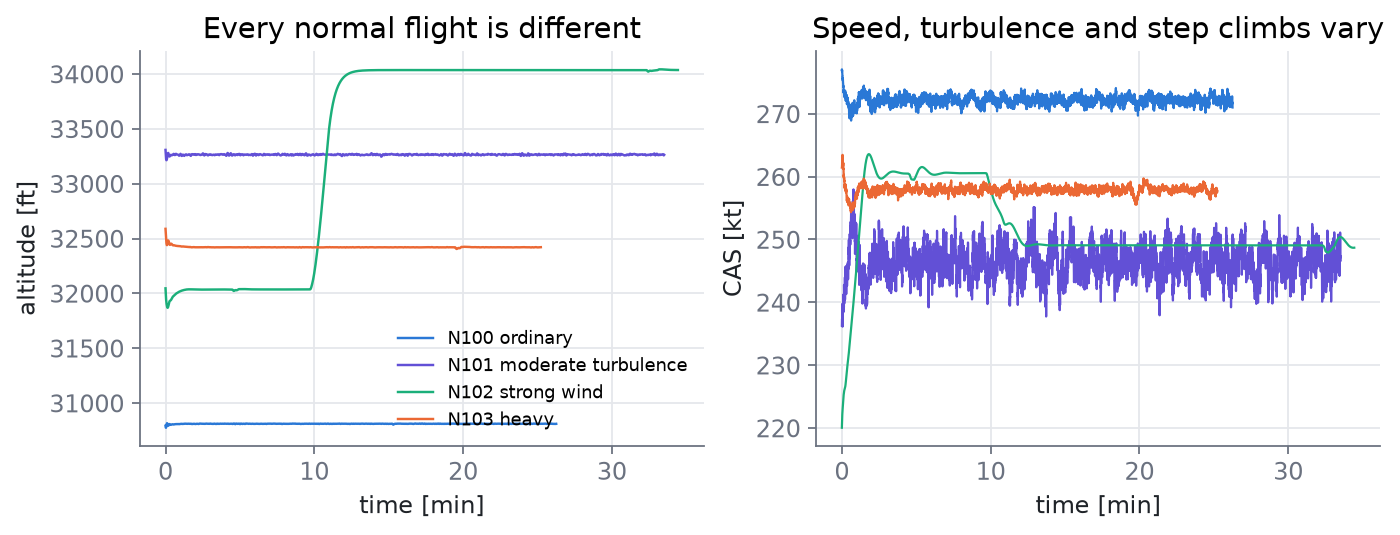 Every normal flight is different
altitude [ft]
34000
33500
33000
32500
32000
31500
31000
0
10
20
30
time [min]
N100 ordinary
N101 moderate turbulence
N102 strong wind
N103 heavy
Speed, turbulence and step climbs vary
CAS [kt]
270
260
250
240
230
220
0
10
20
30
time [min]